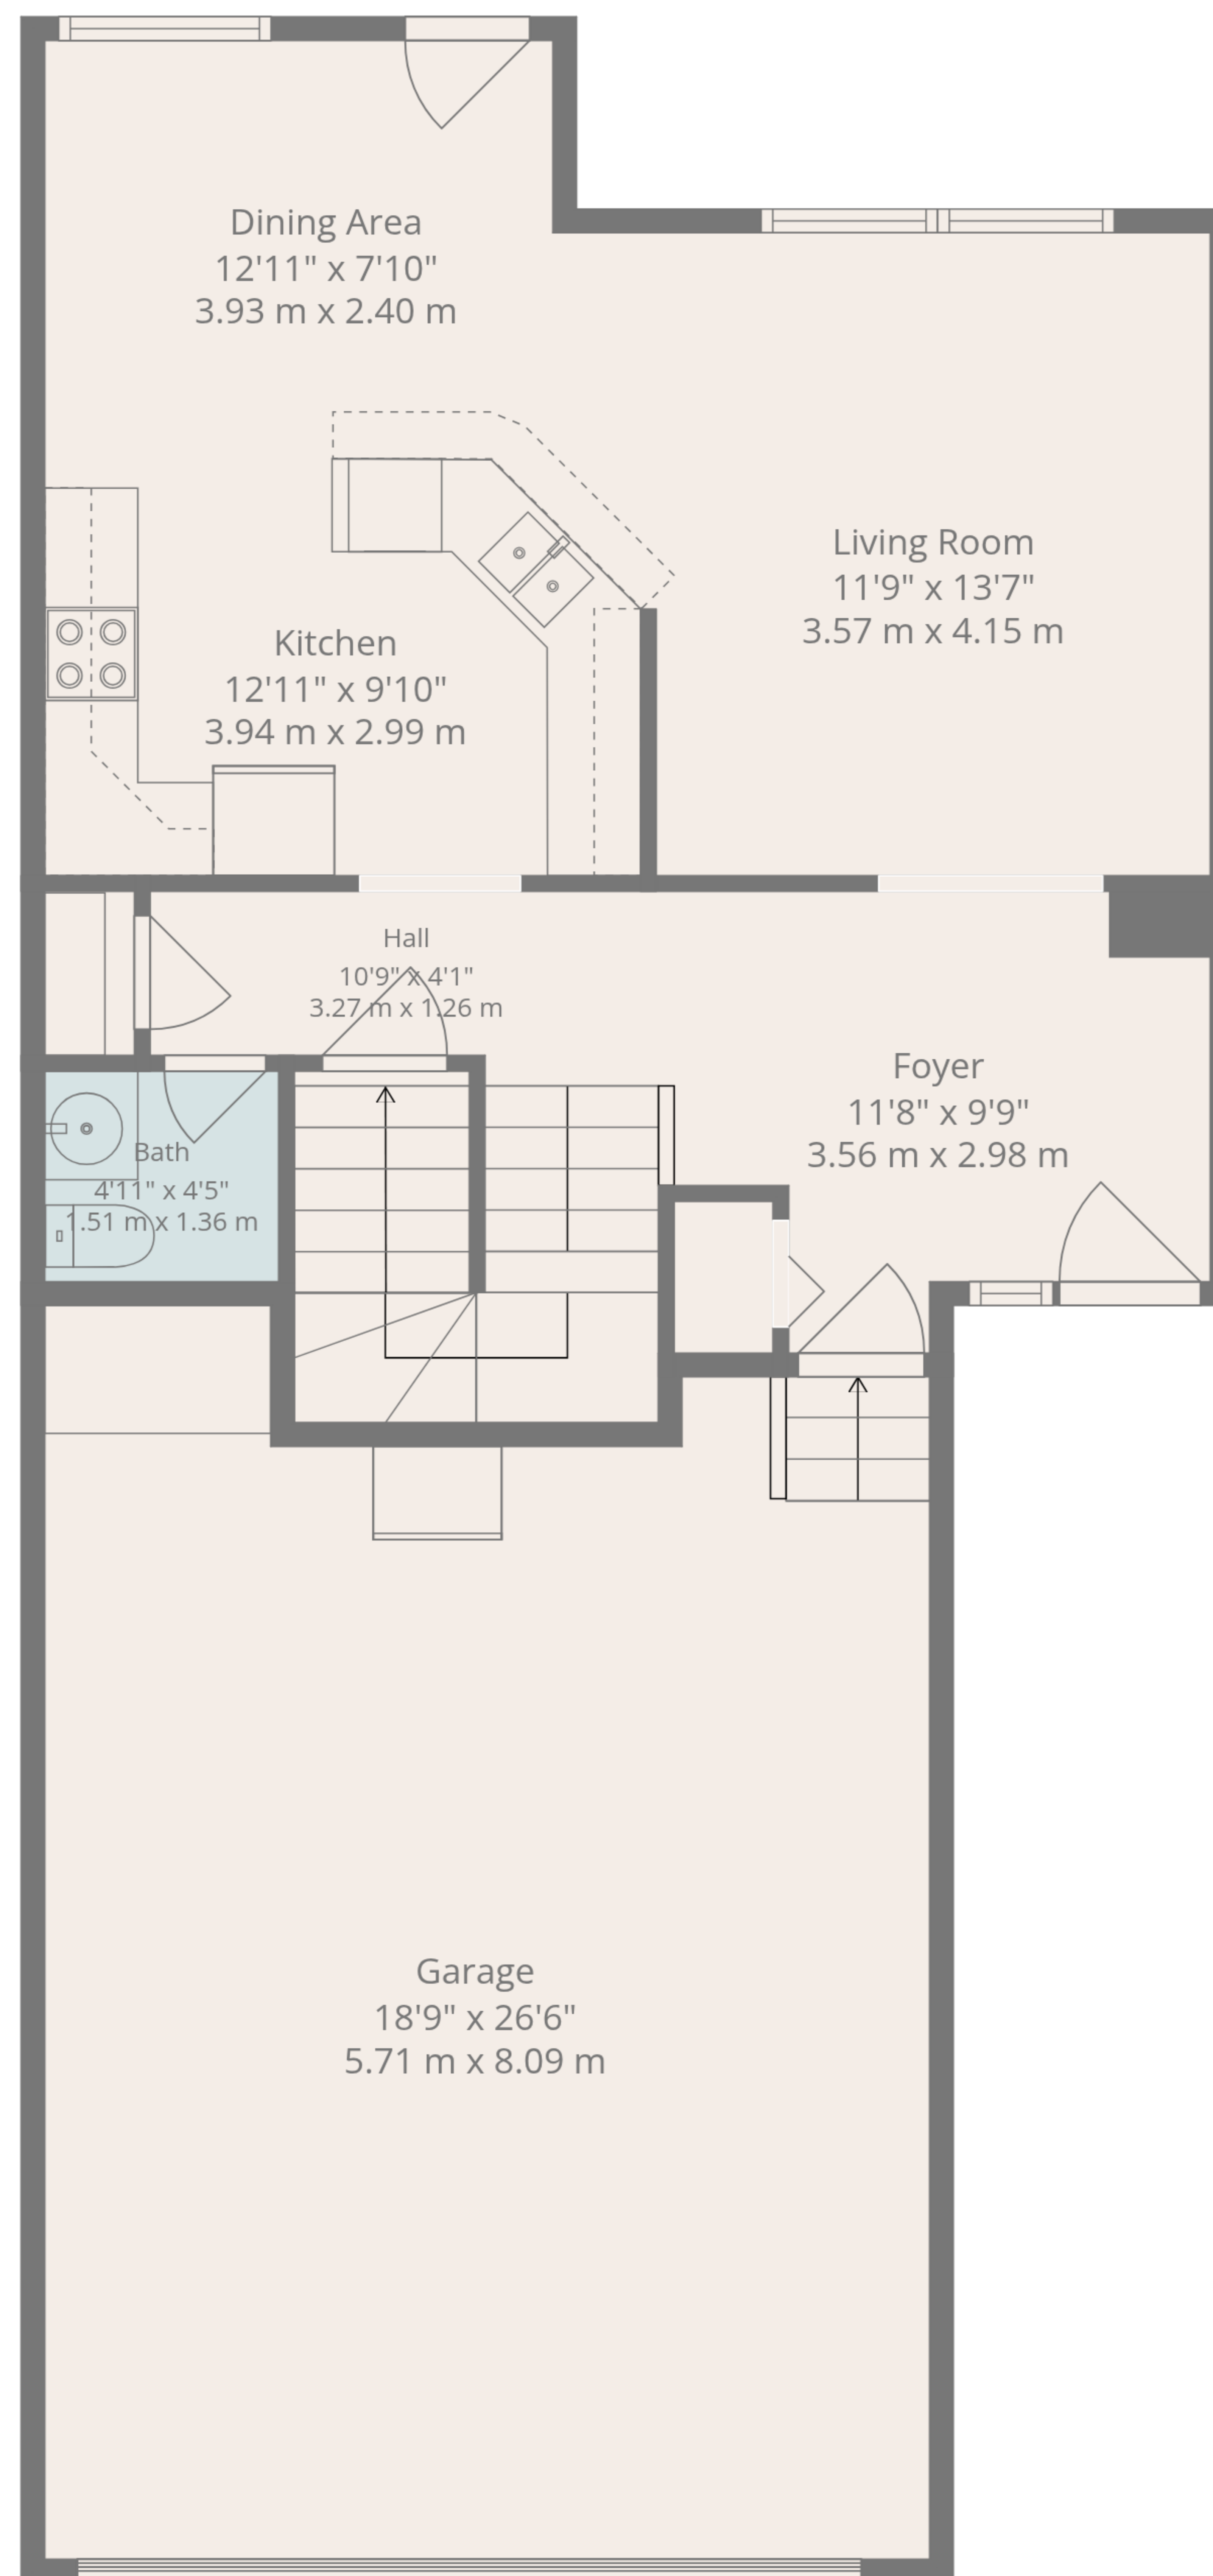 Dining Area
12'11" x 7'10"
3.93 m x 2.40 m
Living Room
11'9" x 13'7"
3.57 m x 4.15 m
Kitchen
12'11" x 9'10"
3.94 m x 2.99 m
Hall
10'9" x 4'1"
3.27 m x 1.26 m
Foyer
11'8" x 9'9"
3.56 m x 2.98 m
Bath
4'11" x 4'5"
1.51 m x 1.36 m
Garage
18'9" x 26'6"
5.71 m x 8.09 m